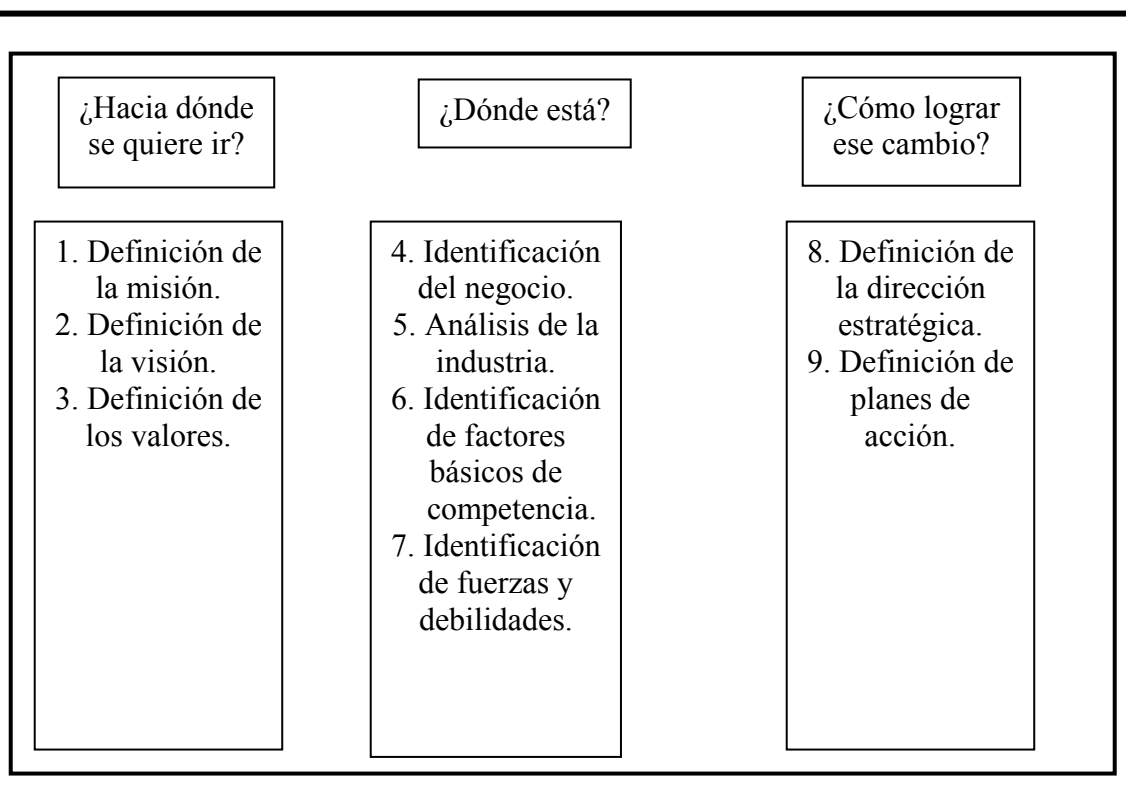 ¿Hacia dónde
se quiere ir?
¿Dónde está?
¿Cómo lograr
ese cambio?
1. Definición de
la misión.
2. Definición de
la visión.
3. Definición de
los valores.
4. Identificación
del negocio.
5. Análisis de la
industria.
6. Identificación
de factores
básicos de
competencia.
7. Identificación
de fuerzas y
debilidades.
8. Definición de
la dirección
estratégica.
9. Definición de
planes de
acción.